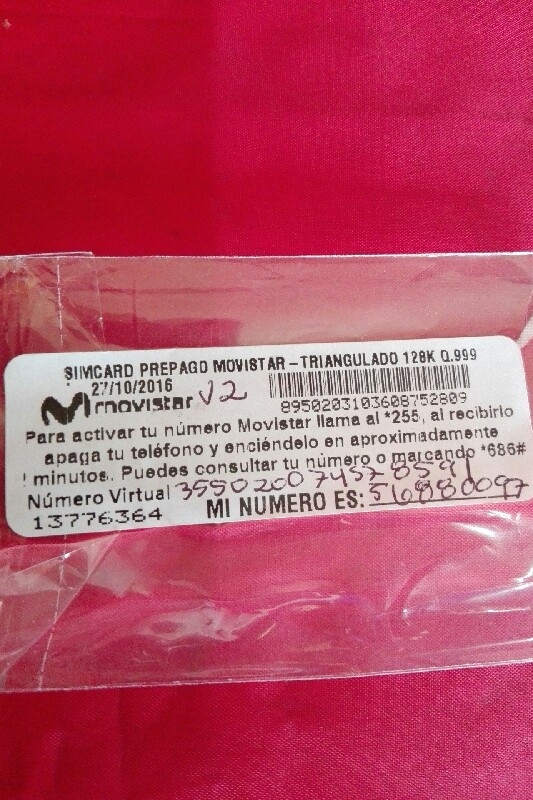 SIMCARD PREPAGO MOVISTAR - TRIANGULADO 128K Q.999
27/10/2016
movistar V2
8950203103608752809
Para activar tu número Movistar llama al *255, al recibirlo
apaga tu teléfono y enciéndelo en aproximadamente
minutos. Puedes consultar tu número o marcando *686#
Número Virtual
13776364
MI NUMERO ES: 56880097